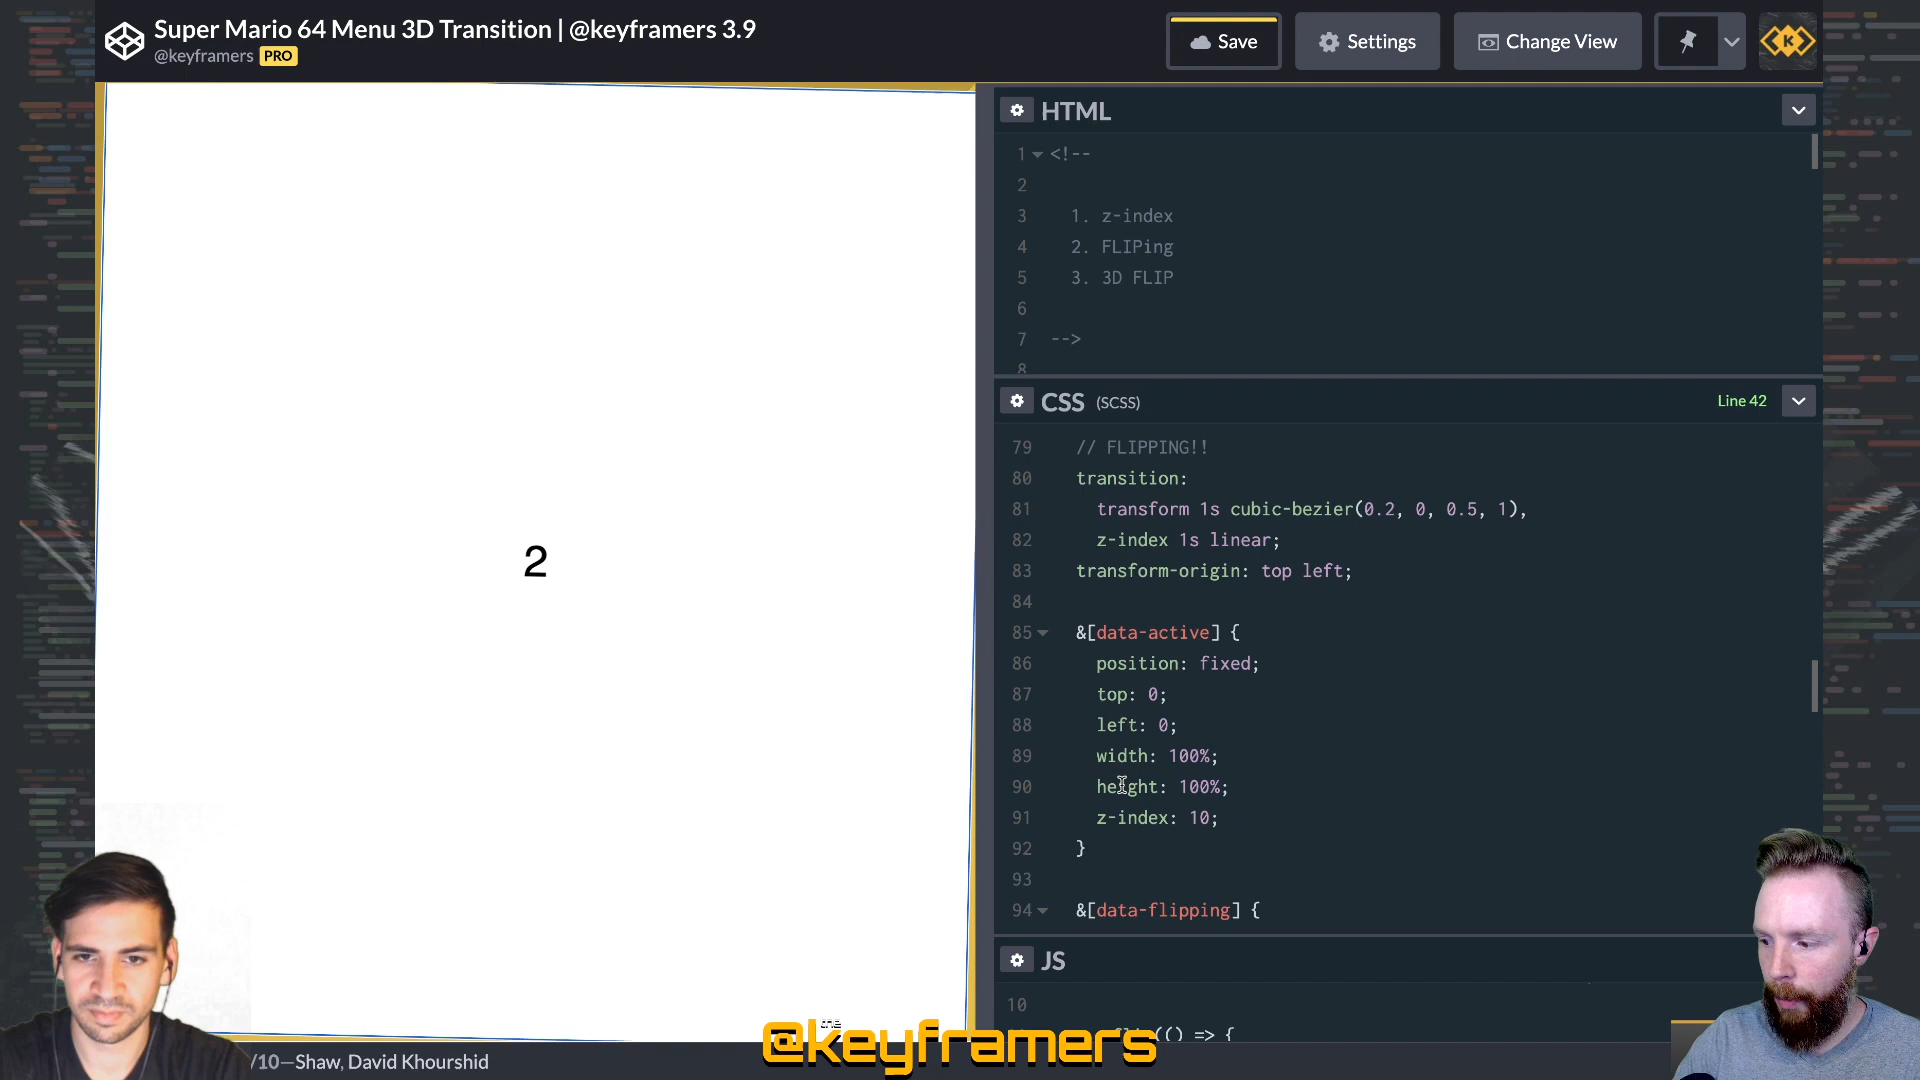 Super Mario 64 Menu 3D Transition | @keyframers 3.9
@keyframers PRO
Save
Settings
Change View
K
2
HTML
1 <!--
2
3 1. z-index
4 2. FLIPing
5 3. 3D FLIP
6
7 -->
8
CSS (SCSS)
Line 42
79 // FLIPPING!!
80 transition:
81 transform 1s cubic-bezier(0.2, 0, 0.5, 1),
82 z-index 1s linear;
83 transform-origin: top left;
84
85 &[data-active] {
86 position: fixed;
87 top: 0;
88 left: 0;
89 width: 100%;
90 height: 100%;
91 z-index: 10;
92 }
93
94 &[data-flipping] {
JS
10
(() => {
the
@keyframers
/10—Shaw, David Khourshid